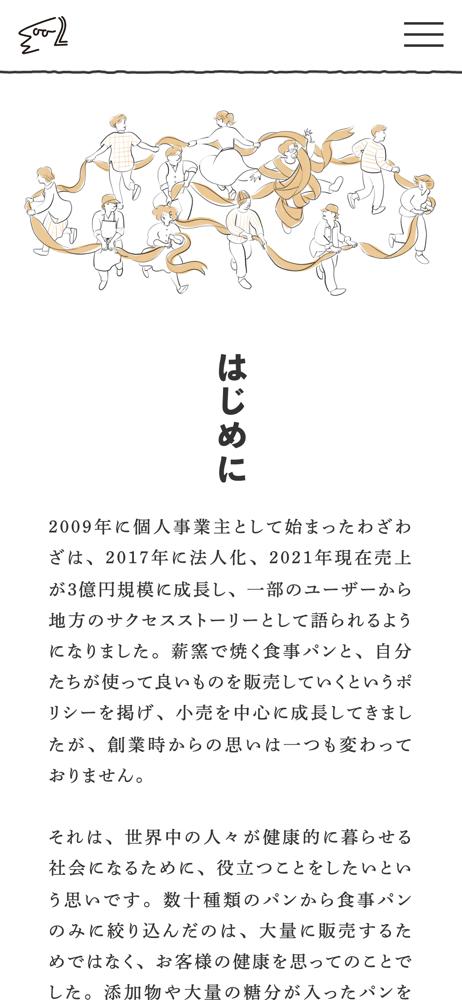 はじめに
2009年に個人事業主として始まったわざわ
ざは、2017年に法人化、2021年現在売上
が3億円規模に成長し、一部のユーザーから
地方のサクセスストーリーとして語られるよう
になりました。薪窯で焼く食事パンと、自分
たちが使って良いものを販売していくというポ
リシーを掲げ、小売を中心に成長してきまし
たが、創業時からの思いは一つも変わって
おりません。
それは、世界中の人々が健康的に暮らせる
社会になるために、役立つことをしたいとい
う思いです。数十種類のパンから食事パン
のみに絞り込んだのは、大量に販売するた
めではなく、お客様の健康を思ってのことで
した。添加物や大量の糖分が入ったパンを